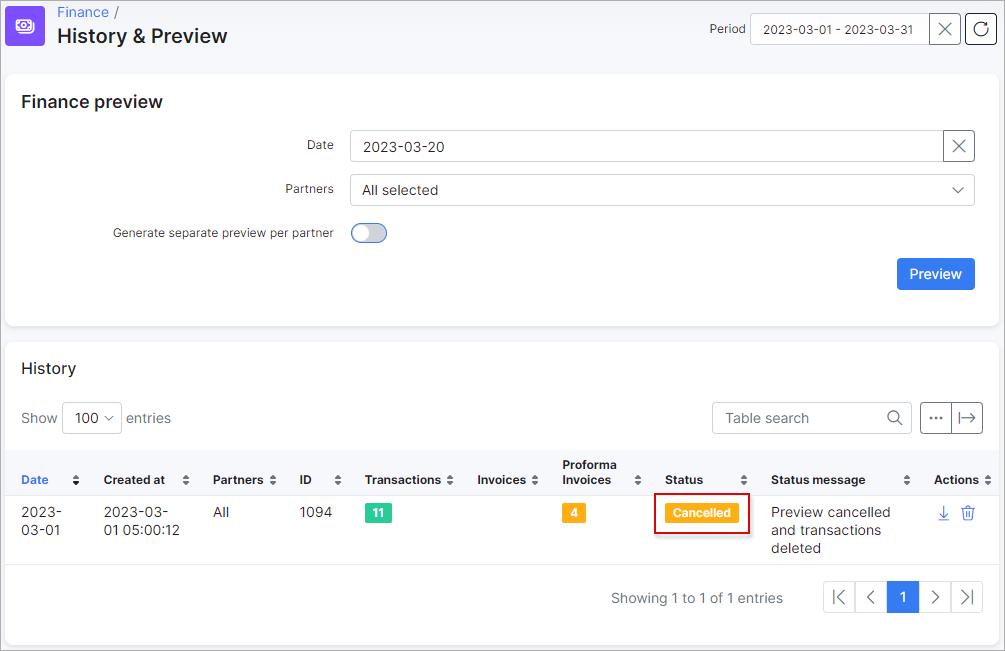 Finance /
History & Preview
Period
2023-03-01 - 2023-03-31
Finance preview
Date
2023-03-20
Partners
All selected
Generate separate preview per partner
Preview
History
Show 100 entries
Table search
Date
Created at
Partners
ID
Transactions
Invoices
Proforma
Invoices
Status
Status message
Actions
2023-
03-01
2023-03-
01 05:00:12
All
1094
11
4
Cancelled
Preview cancelled
and transactions
deleted
Showing 1 to 1 of 1 entries
1